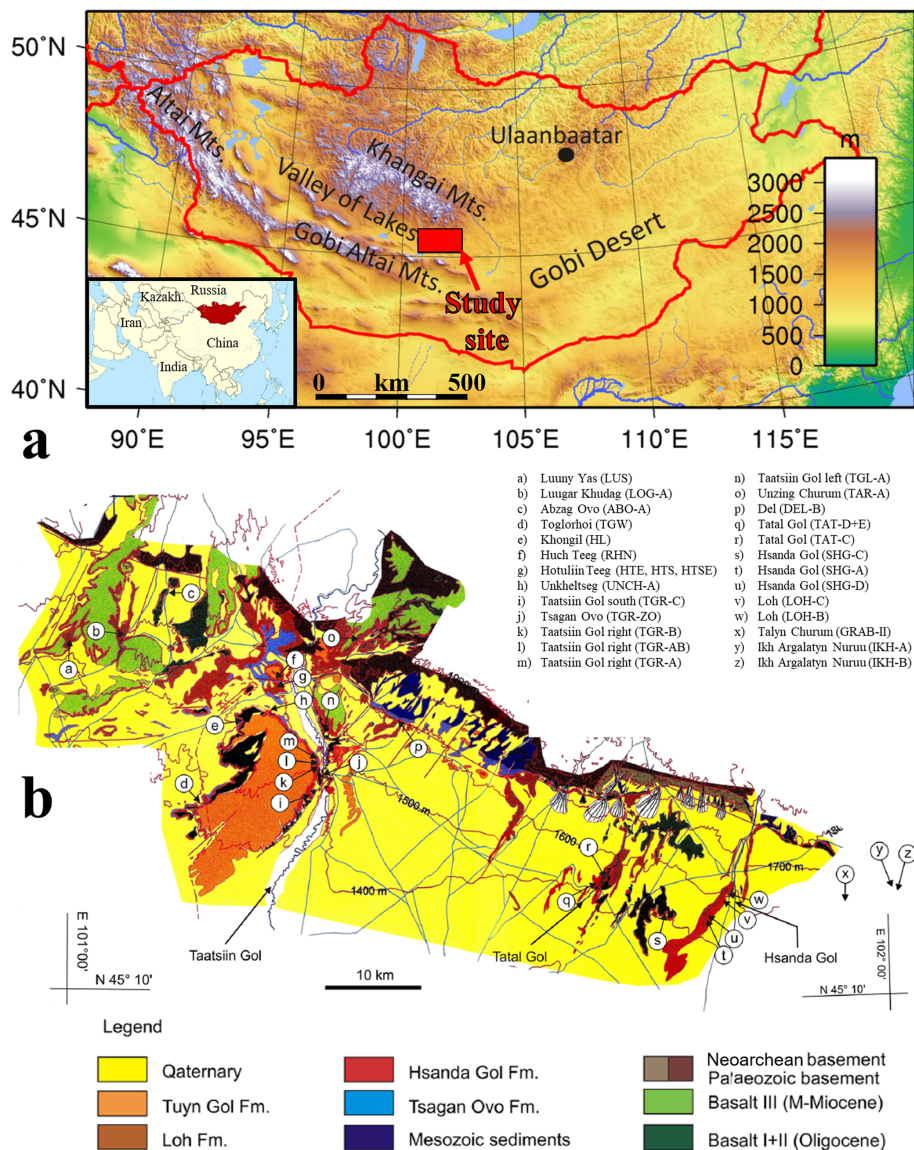 50°N
45°N
40°N
90°E
95°E
100°E
105°E
110°E
115°E
Altai Mts.
Khangai Mts.
Valley of Lakes
Gobi Altai Mts.
Ulaanbaatar
Gobi Desert
Study
site
m
3000
2500
2000
1500
1000
500
0
0 km 500
Russia
Kazakh.
Iran
China
India
a
a) Luuny Yas (LUS)
b) Luugar Khudag (LOG-A)
c) Abzag Ovo (ABO-A)
d) Toglorhoi (TGW)
e) Khongil (HL)
f) Huch Teeg (RHN)
g) Hotuliin Teeg (HTE, HTS, HTSE)
h) Unkheltseg (UNCH-A)
i) Taatsiin Gol south (TGR-C)
j) Tsagan Ovo (TGR-ZO)
k) Taatsiin Gol right (TGR-B)
l) Taatsiin Gol right (TGR-AB)
m) Taatsiin Gol right (TGR-A)
n) Taatsiin Gol left (TGL-A)
o) Unzing Churum (TAR-A)
p) Del (DEL-B)
q) Tatal Gol (TAT-D+E)
r) Tatal Gol (TAT-C)
s) Hsanda Gol (SHG-C)
t) Hsanda Gol (SHG-A)
u) Hsanda Gol (SHG-D)
v) Loh (LOH-C)
w) Loh (LOH-B)
x) Talyn Churum (GRAB-II)
y) Ikh Argalatyn Nuruu (IKH-A)
z) Ikh Argalatyn Nuruu (IKH-B)
b
c
b
a
o
f
g
h
n
e
m
l
k
j
i
d
p
r
q
s
t
u
v
w
x
y
z
1500 m
1400 m
1600 m
1700 m
Taatsiin Gol
Tatal Gol
Hsanda Gol
E 101° 00'
N 45° 10'
E 102° 00'
N 45° 10'
10 km
Legend
Qaternary
Tuyn Gol Fm.
Loh Fm.
Hsanda Gol Fm.
Tsagan Ovo Fm.
Mesozoic sediments
Neoarchean basement
Palaeozoic basement
Basalt III (M-Miocene)
Basalt I+II (Oligocene)